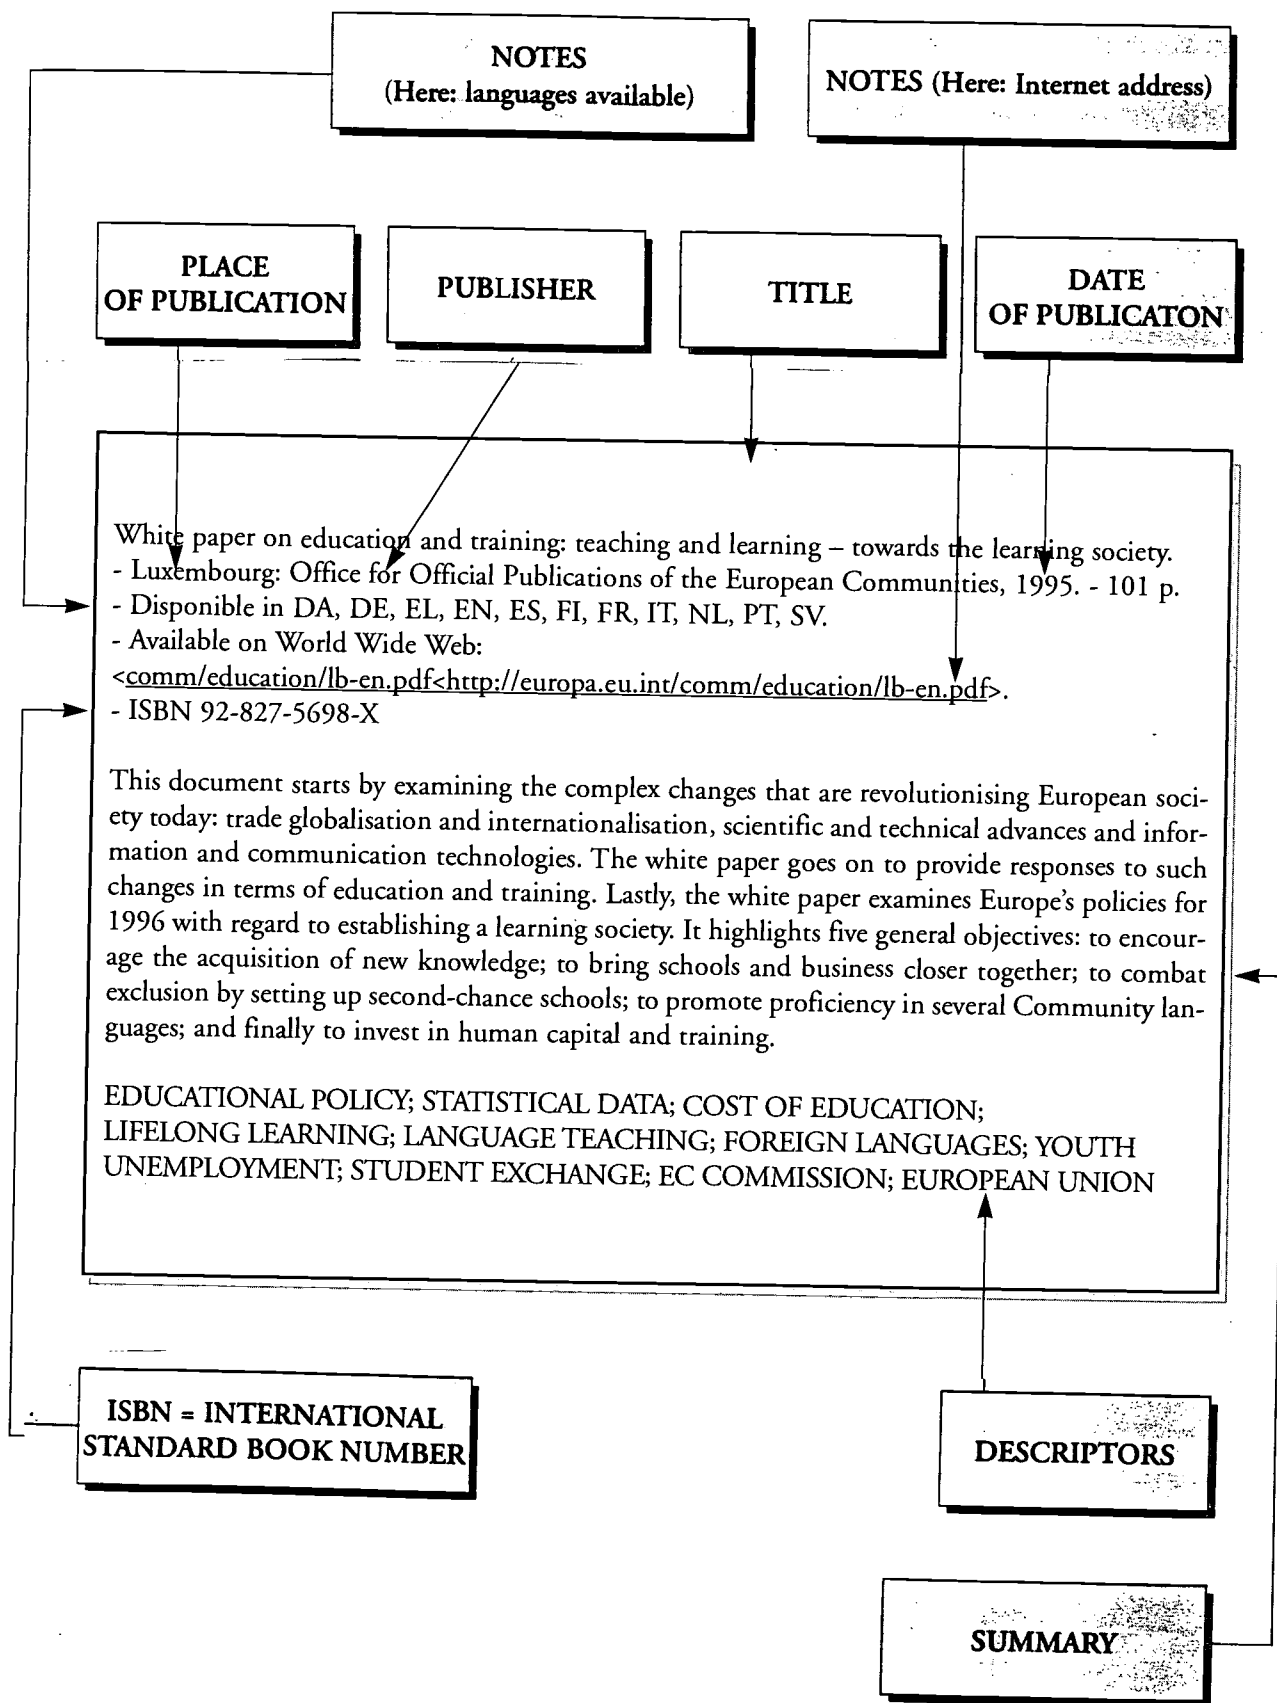 NOTES
(Here: languages available)
NOTES (Here: Internet address)
PLACE
OF PUBLICATION
PUBLISHER
TITLE
DATE
OF PUBLICATON
White paper on education and training: teaching and learning – towards the learning society.
- Luxembourg: Office for Official Publications of the European Communities, 1995. - 101 p.
- Disponible in DA, DE, EL, EN, ES, FI, FR, IT, NL, PT, SV.
- Available on World Wide Web:
<comm/education/lb-en.pdf<http://europa.eu.int/comm/education/lb-en.pdf>.
- ISBN 92-827-5698-X
This document starts by examining the complex changes that are revolutionising European soci-
ety today: trade globalisation and internationalisation, scientific and technical advances and infor-
mation and communication technologies. The white paper goes on to provide responses to such
changes in terms of education and training. Lastly, the white paper examines Europe's policies for
1996 with regard to establishing a learning society. It highlights five general objectives: to encour-
age the acquisition of new knowledge; to bring schools and business closer together; to combat
exclusion by setting up second-chance schools; to promote proficiency in several Community lan-
guages; and finally to invest in human capital and training.
EDUCATIONAL POLICY; STATISTICAL DATA; COST OF EDUCATION;
LIFELONG LEARNING; LANGUAGE TEACHING; FOREIGN LANGUAGES; YOUTH
UNEMPLOYMENT; STUDENT EXCHANGE; EC COMMISSION; EUROPEAN UNION
ISBN = INTERNATIONAL
STANDARD BOOK NUMBER
DESCRIPTORS
SUMMARY